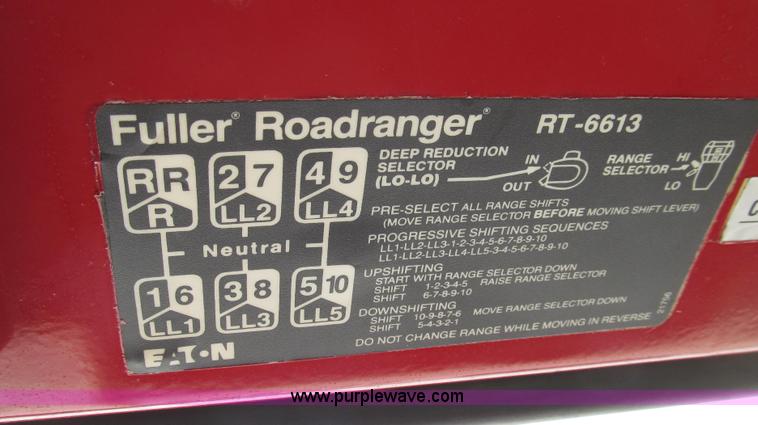 Fuller® Roadranger® RT-6613
R R R
2 7 LL2
4 9 LL4
Neutral
1 6 LL1
3 8 LL3
5 10 LL5
EATON
DEEP REDUCTION
SELECTOR
(LO-LO)
IN
OUT
RANGE
SELECTOR
HI
LO
PRE-SELECT ALL RANGE SHIFTS
(MOVE RANGE SELECTOR BEFORE MOVING SHIFT LEVER)
PROGRESSIVE SHIFTING SEQUENCES
LL1-LL2-LL3-1-2-3-4-5-6-7-8-9-10
LL1-LL2-LL3-LL4-LL5-3-4-5-6-7-8-9-10
UPSHIFTING
START WITH RANGE SELECTOR DOWN
SHIFT 1-2-3-4-5 RAISE RANGE SELECTOR
SHIFT 6-7-8-9-10
DOWNSHIFTING
SHIFT 10-9-8-7-6 MOVE RANGE SELECTOR DOWN
SHIFT 5-4-3-2-1
DO NOT CHANGE RANGE WHILE MOVING IN REVERSE
21756
www.purplewave.com